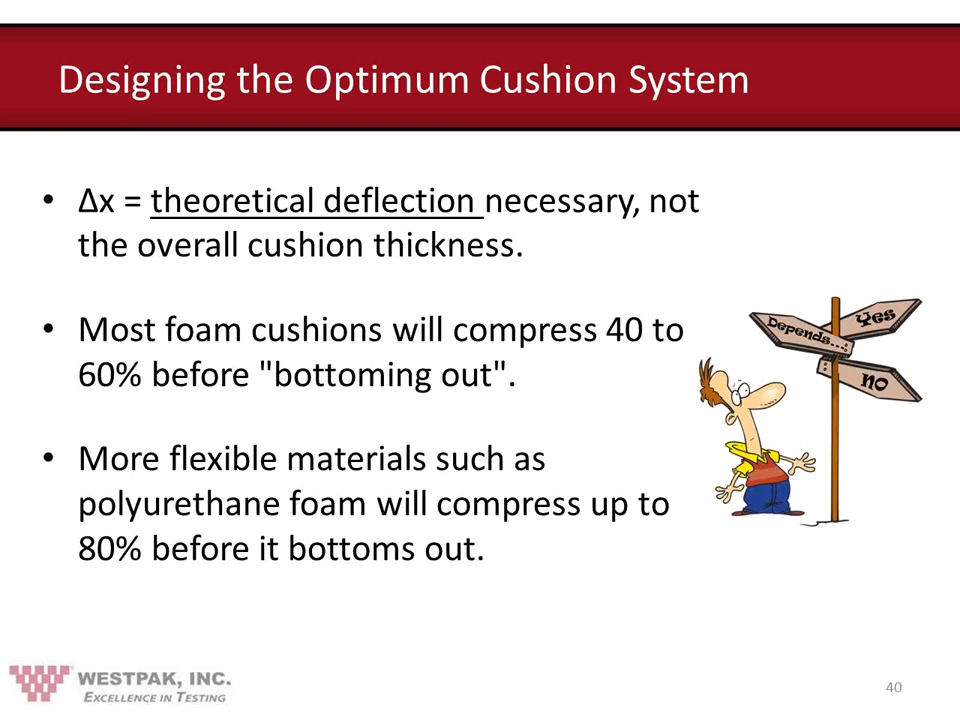 Designing the Optimum Cushion System
• Δx = theoretical deflection necessary, not
the overall cushion thickness.
• Most foam cushions will compress 40 to
60% before "bottoming out".
• More flexible materials such as
polyurethane foam will compress up to
80% before it bottoms out.
Yes
Depends...
No
WESTPAK, INC.
EXCELLENCE IN TESTING
40